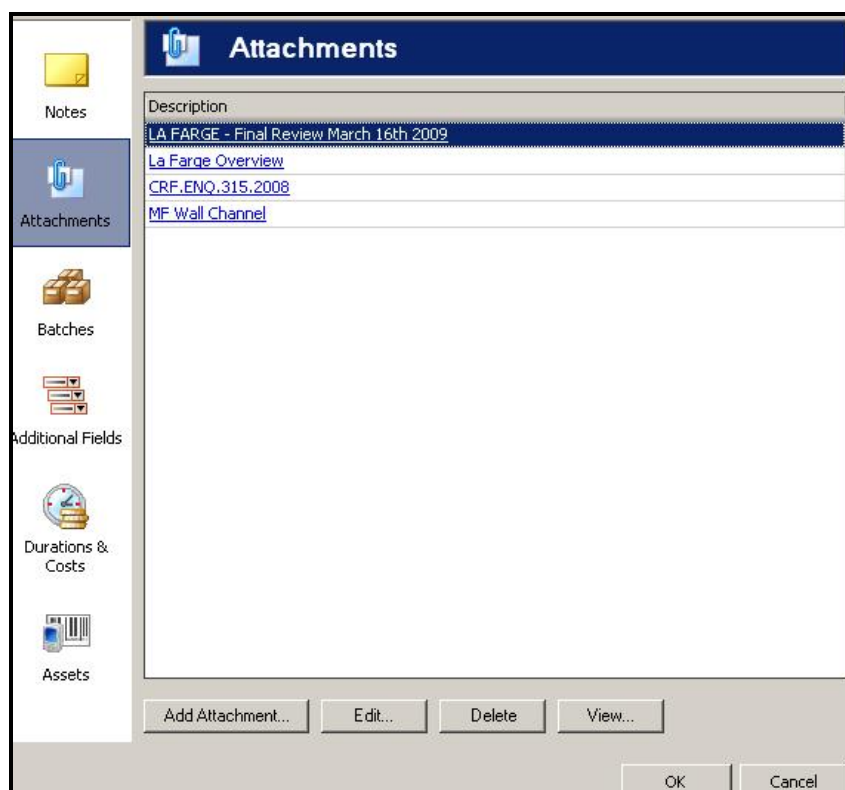 Attachments
Notes
Attachments
Batches
Additional Fields
Durations &
Costs
Assets
Description
LA FARGE - Final Review March 16th 2009
La Farge Overview
CRF.ENQ.315.2008
MF Wall Channel
Add Attachment...
Edit...
Delete
View...
OK
Cancel